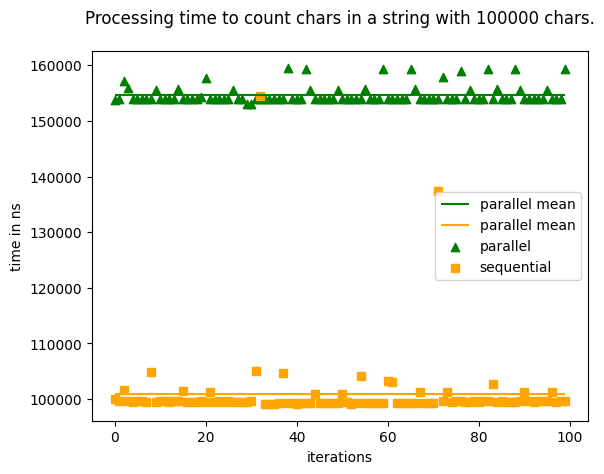 Processing time to count chars in a string with 100000 chars.
160000
150000
140000
130000
120000
110000
100000
time in ns
parallel mean
parallel mean
parallel
sequential
0 20 40 60 80 100
iterations